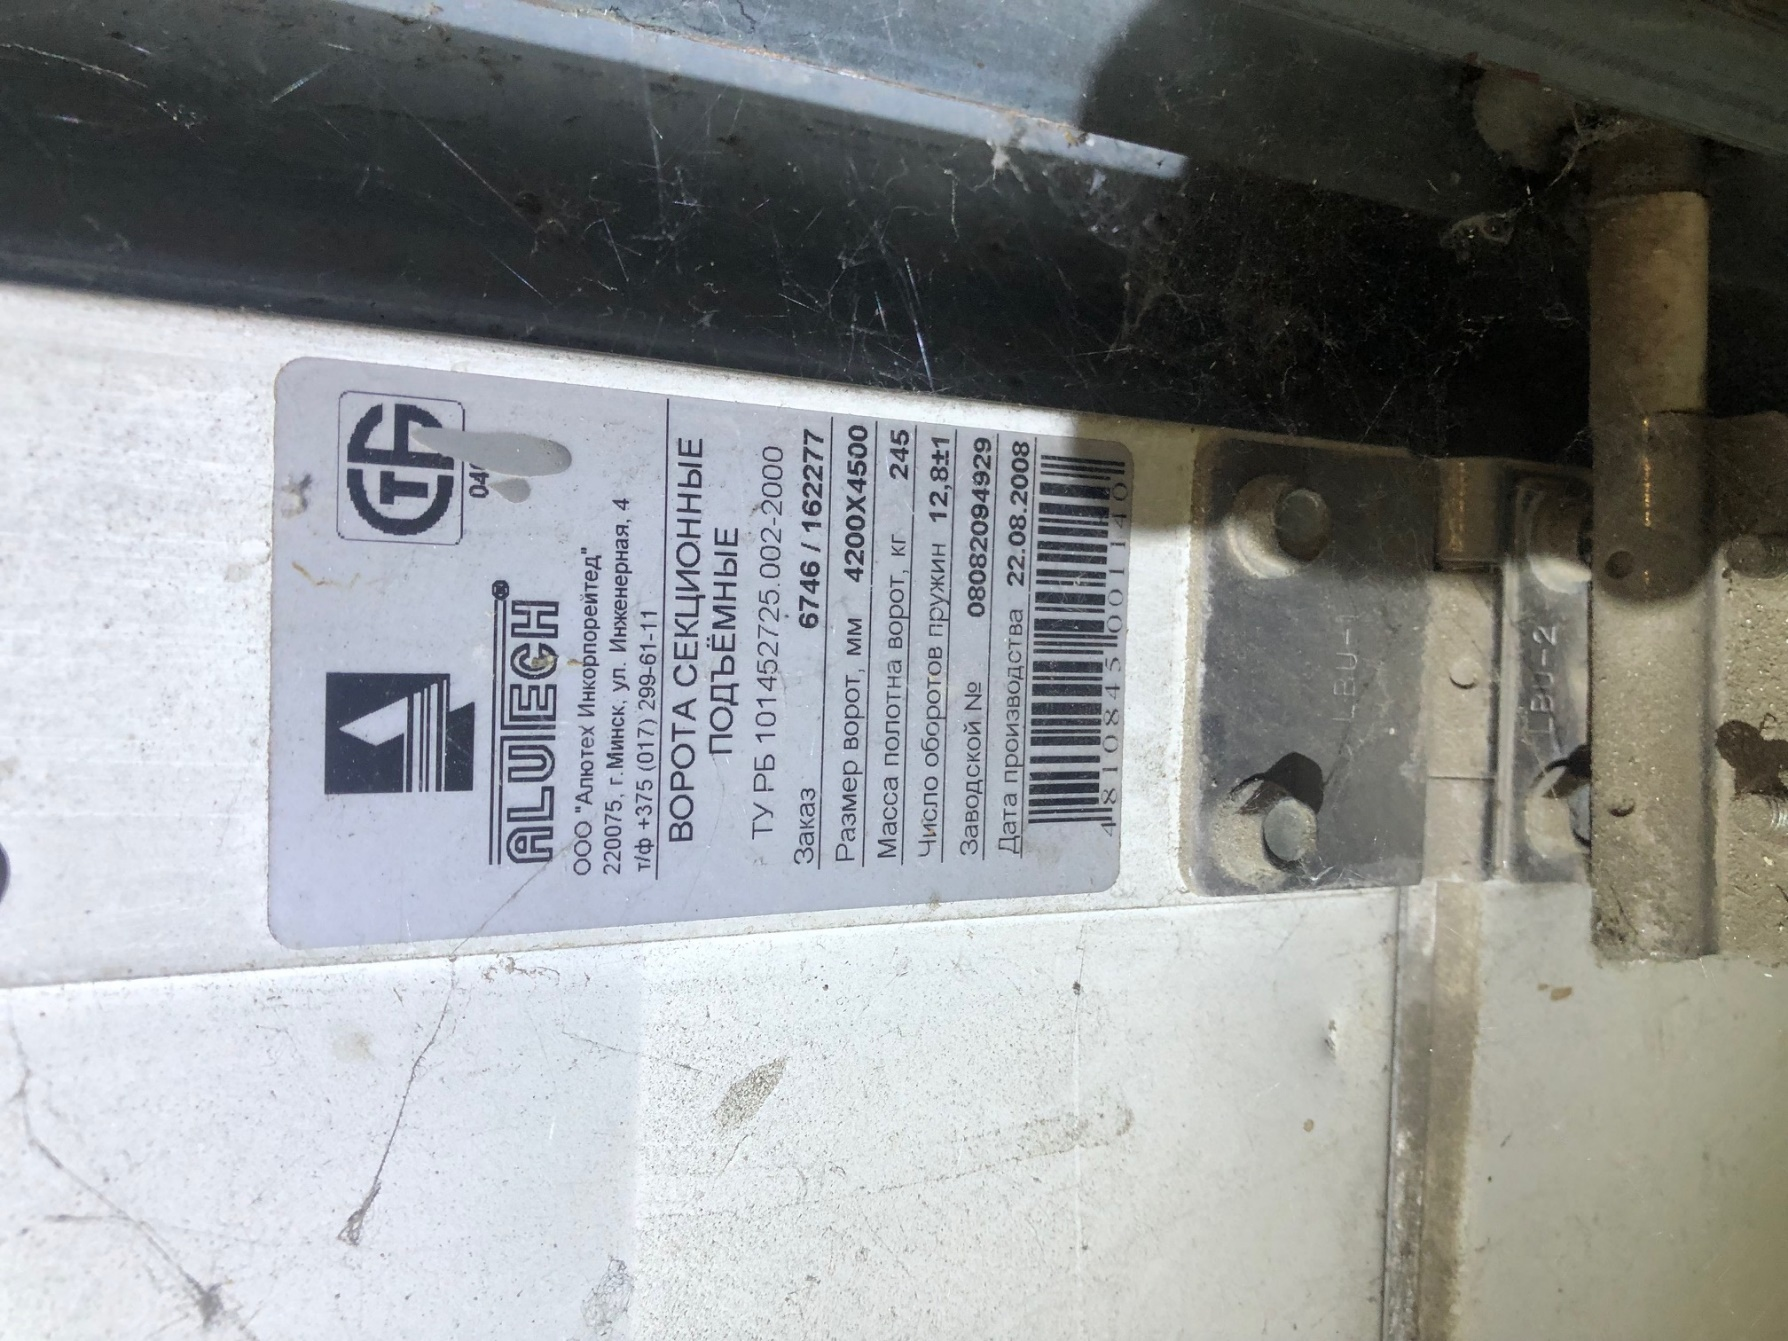 ALUTECH®
ООО "Алютех Инкорпорейтед"
220075, г.Минск, ул. Инженерная, 4
т/ф +375 (017) 299-61-11
ВОРОТА СЕКЦИОННЫЕ
ПОДЪЁМНЫЕ
ТУ РБ 101452725.002-2000
Заказ 6746 / 162277
Размер ворот, мм 4200X4500
Масса полотна ворот, кг 245
Число оборотов пружин 12,8±1
Заводской № 08082094929
Дата производства 22.08.2008
4810845001140
LBU-1
LBU-2